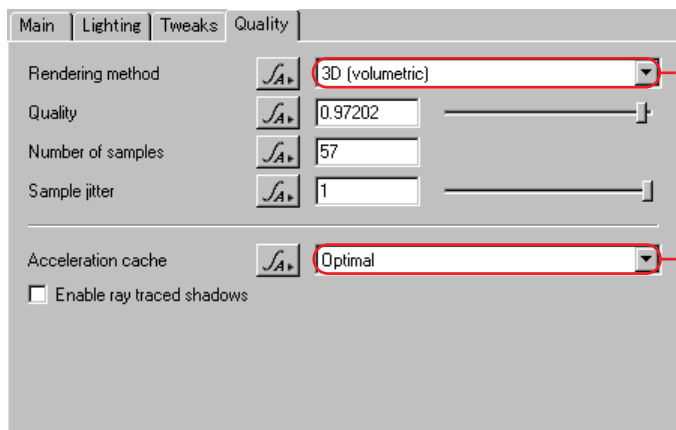 Main Lighting Tweaks Quality
Rendering method 3D (volumetric)
Quality 0.97202
Number of samples 57
Sample jitter 1
Acceleration cache Optimal
Enable ray traced shadows